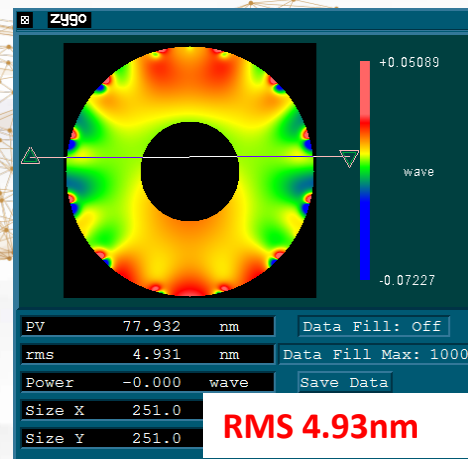 zygo
+0.05089
wave
-0.07227
PV 77.932 nm Data Fill: Off
rms 4.931 nm Data Fill Max: 1000
Power -0.000 wave Save Data
Size X 251.0
Size Y 251.0
RMS 4.93nm